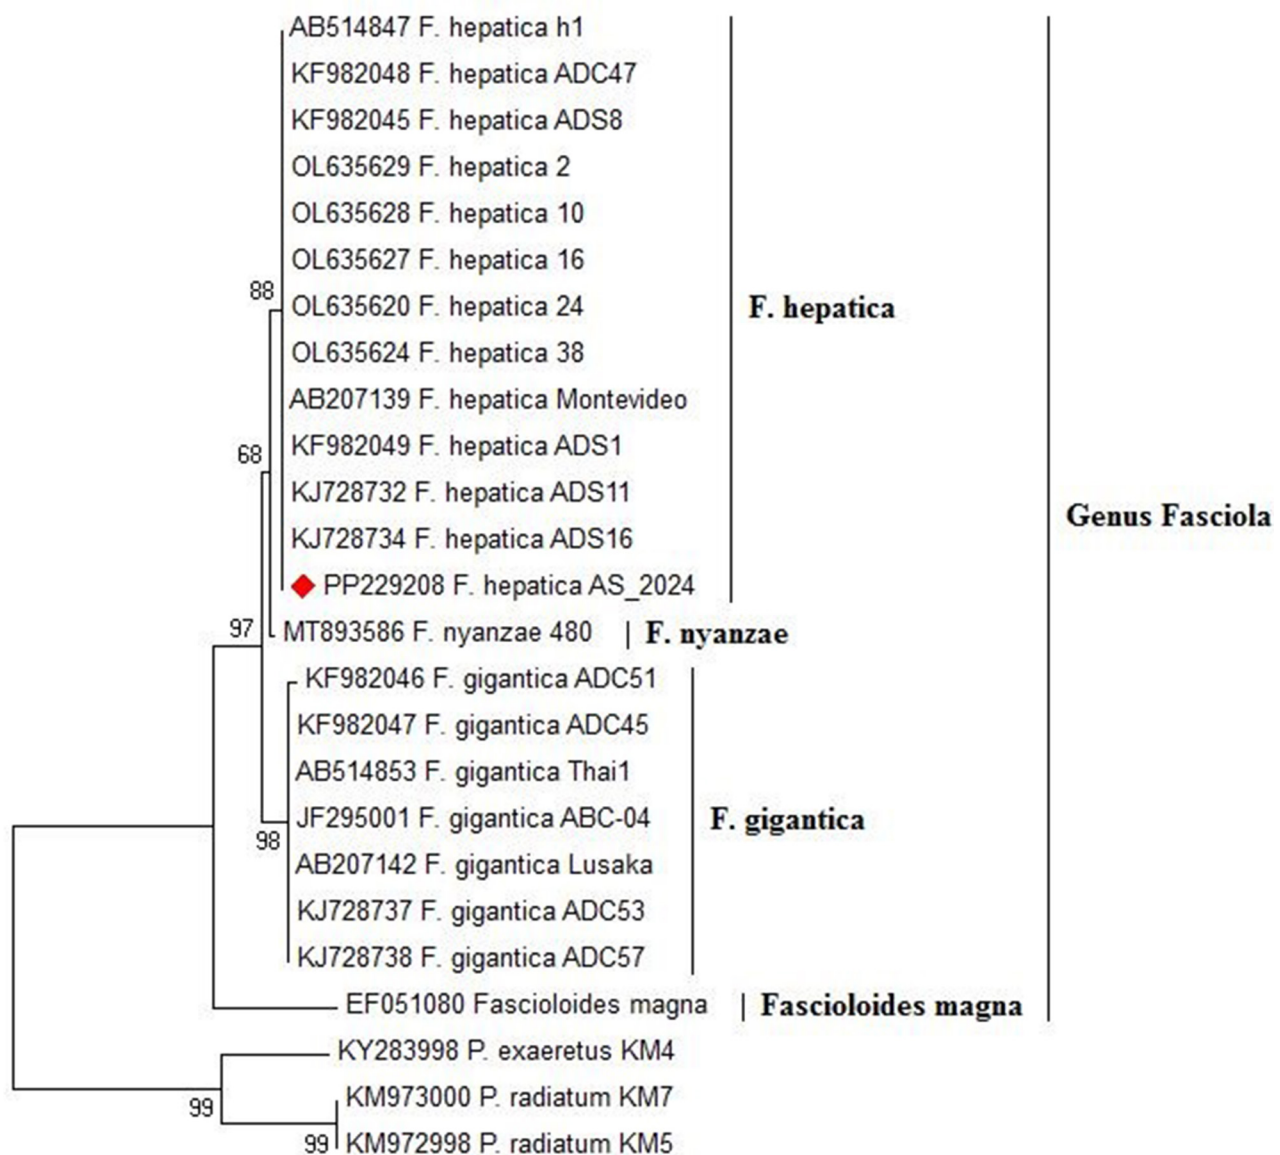 AB514847 F. hepatica h1
KF982048 F. hepatica ADC47
KF982045 F. hepatica ADS8
OL635629 F. hepatica 2
OL635628 F. hepatica 10
OL635627 F. hepatica 16
88
OL635620 F. hepatica 24
F. hepatica
OL635624 F. hepatica 38
AB207139 F. hepatica Montevideo
68
KF982049 F. hepatica ADS1
KJ728732 F. hepatica ADS11
Genus Fasciola
KJ728734 F. hepatica ADS16
PP229208 F. hepatica AS_2024
97
MT893586 F. nyanzae 480
F. nyanzae
KF982046 F. gigantica ADC51
KF982047 F. gigantica ADC45
AB514853 F. gigantica Thai1
JF295001 F. gigantica ABC-04
F. gigantica
98
AB207142 F. gigantica Lusaka
KJ728737 F. gigantica ADC53
KJ728738 F. gigantica ADC57
EF051080 Fascioloides magna
Fascioloides magna
KY283998 P. exaeretus KM4
KM973000 P. radiatum KM7
99
99
KM972998 P. radiatum KM5